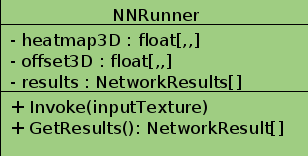 NNRunner
- heatmap3D : float[,,]
- offset3D : float[,,]
- results : NetworkResults[]
+ Invoke(inputTexture)
+ GetResults(): NetworkResult[]